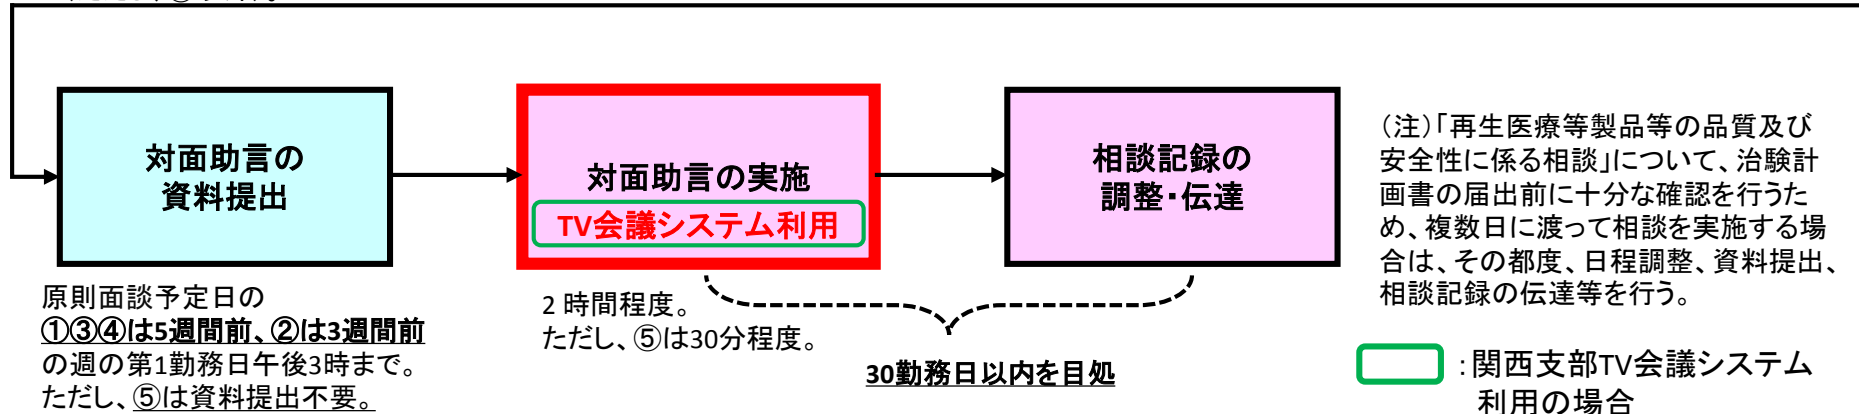 対面助言の
資料提出
対面助言の実施
TV会議システム利用
相談記録の
調整・伝達
原則面談予定日の
①③④は5週間前、②は3週間前
の週の第1勤務日午後3時まで。
ただし、⑤は資料提出不要。
2 時間程度。
ただし、⑤は30分程度。
30勤務日以内を目処
（注）「再生医療等製品等の品質及び
安全性に係る相談」について、治験計
画書の届出前に十分な確認を行うた
め、複数日に渡って相談を実施する場
合は、その都度、日程調整、資料提出、
相談記録の伝達等を行う。
：関西支部TV会議システム
利用の場合